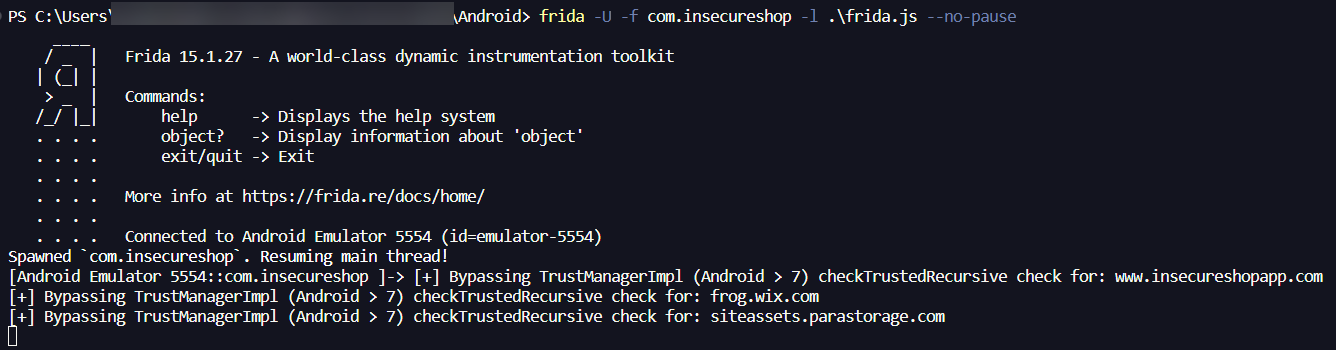 PS C:\Users\ \Android> frida -U -f com.insecureshop -l .\frida.js --no-pause
     ____
    / _  |   Frida 15.1.27 - A world-class dynamic instrumentation toolkit
   | (_| |
    > _  |   Commands:
   /_/ |_|       help      -> Displays the help system
   . . . .       object?   -> Display information about 'object'
   . . . .       exit/quit -> Exit
   . . . .
   . . . .   More info at https://frida.re/docs/home/
   . . . .
   . . . .   Connected to Android Emulator 5554 (id=emulator-5554)
Spawned `com.insecureshop`. Resuming main thread!
[Android Emulator 5554::com.insecureshop ]-> [+] Bypassing TrustManagerImpl (Android > 7) checkTrustedRecursive check for: www.insecureshopapp.com
[+] Bypassing TrustManagerImpl (Android > 7) checkTrustedRecursive check for: frog.wix.com
[+] Bypassing TrustManagerImpl (Android > 7) checkTrustedRecursive check for: siteassets.parastorage.com